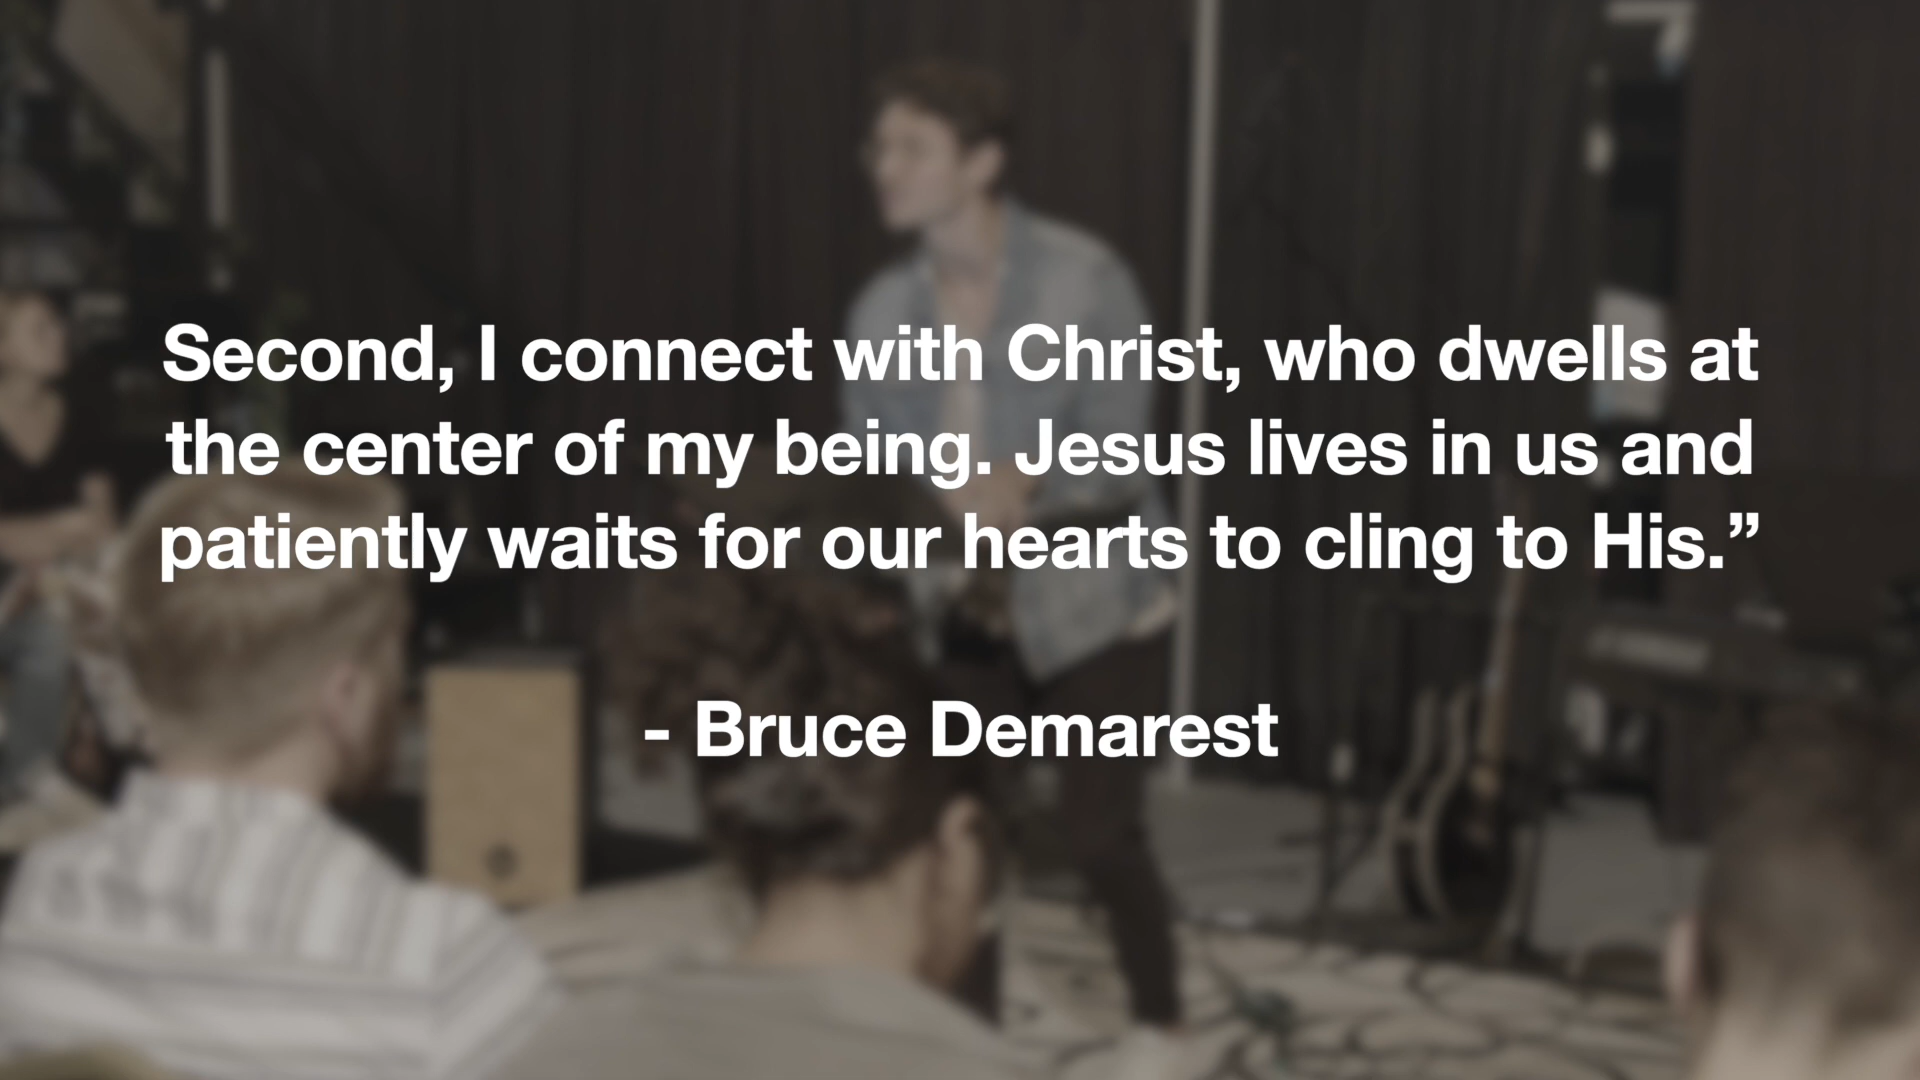 Second, I connect with Christ, who dwells at
the center of my being. Jesus lives in us and
patiently waits for our hearts to cling to His.”
- Bruce Demarest